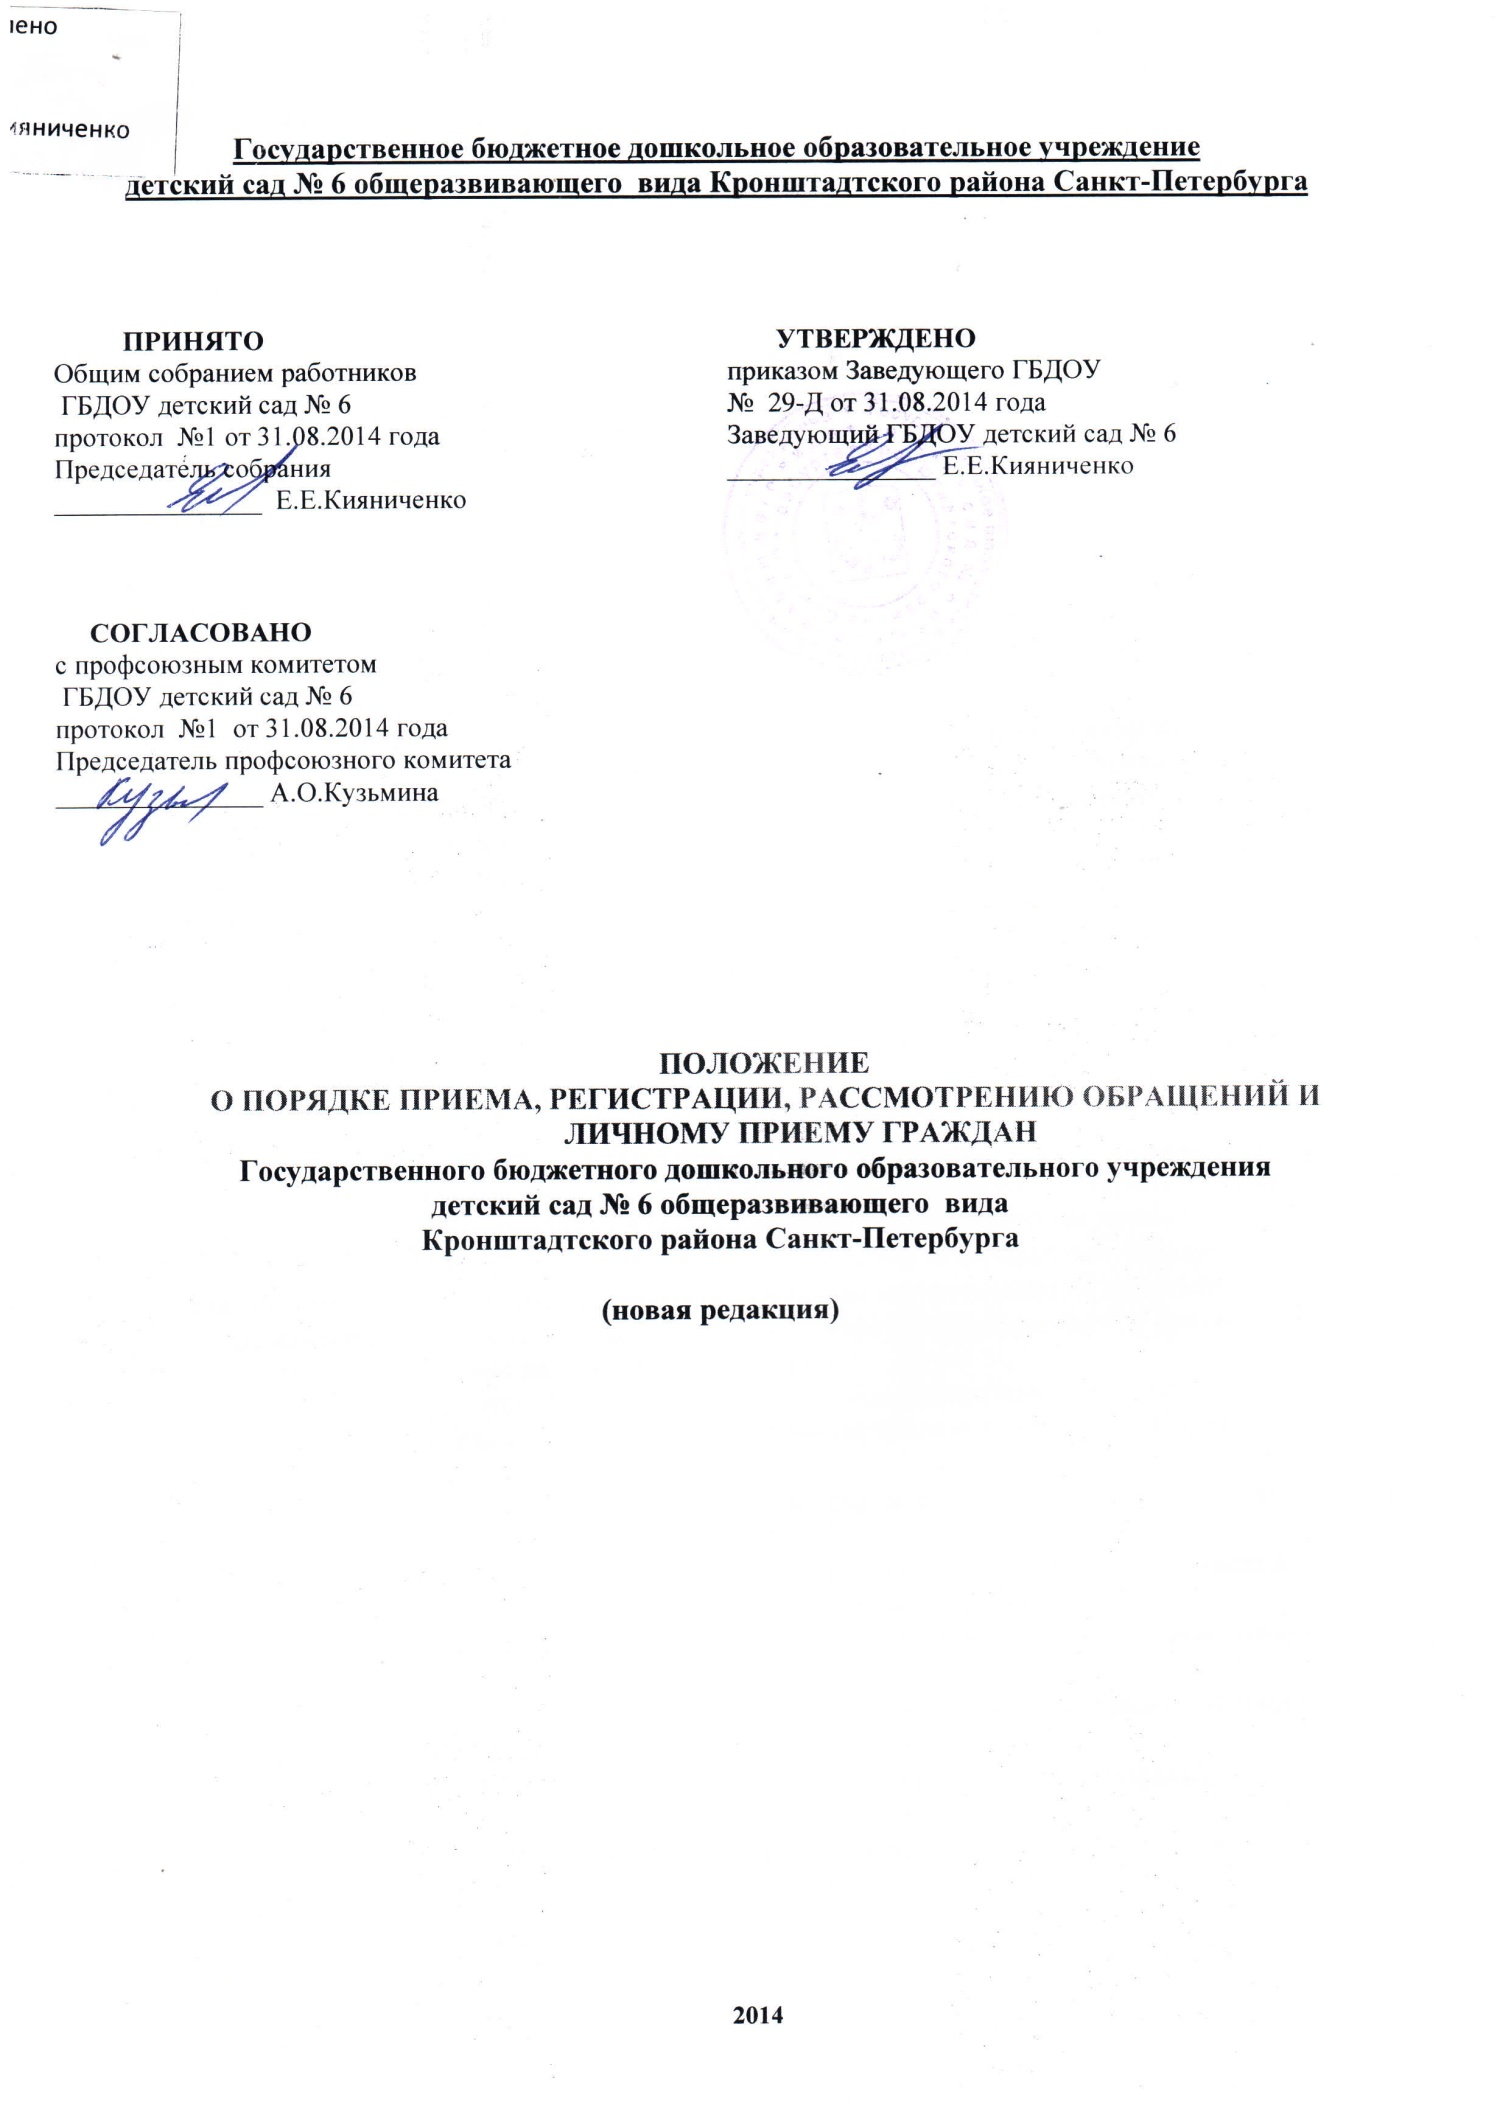 Государственное бюджетное дошкольное образовательное учреждение
детский сад № 6 общеразвивающего вида Кронштадтского района Санкт-Петербурга
ПРИНЯТО
Общим собранием работников
ГБДОУ детский сад № 6
протокол №1 от 31.08.2014 года
Председатель собрания
Е.Е.Кияниченко
УТВЕРЖДЕНО
приказом Заведующего ГБДОУ
№ 29-Д от 31.08.2014 года
Заведующий ГБДОУ детский сад № 6
Е.Е.Кияниченко
СОГЛАСОВАНО
с профсоюзным комитетом
ГБДОУ детский сад № 6
протокол №1 от 31.08.2014 года
Председатель профсоюзного комитета
А.О.Кузьмина
ПОЛОЖЕНИЕ
О ПОРЯДКЕ ПРИЕМА, РЕГИСТРАЦИИ, РАССМОТРЕНИЮ ОБРАЩЕНИЙ И
ЛИЧНОМУ ПРИЕМУ ГРАЖДАН
Государственного бюджетного дошкольного образовательного учреждения
детский сад № 6 общеразвивающего вида
Кронштадтского района Санкт-Петербурга
(новая редакция)
2014